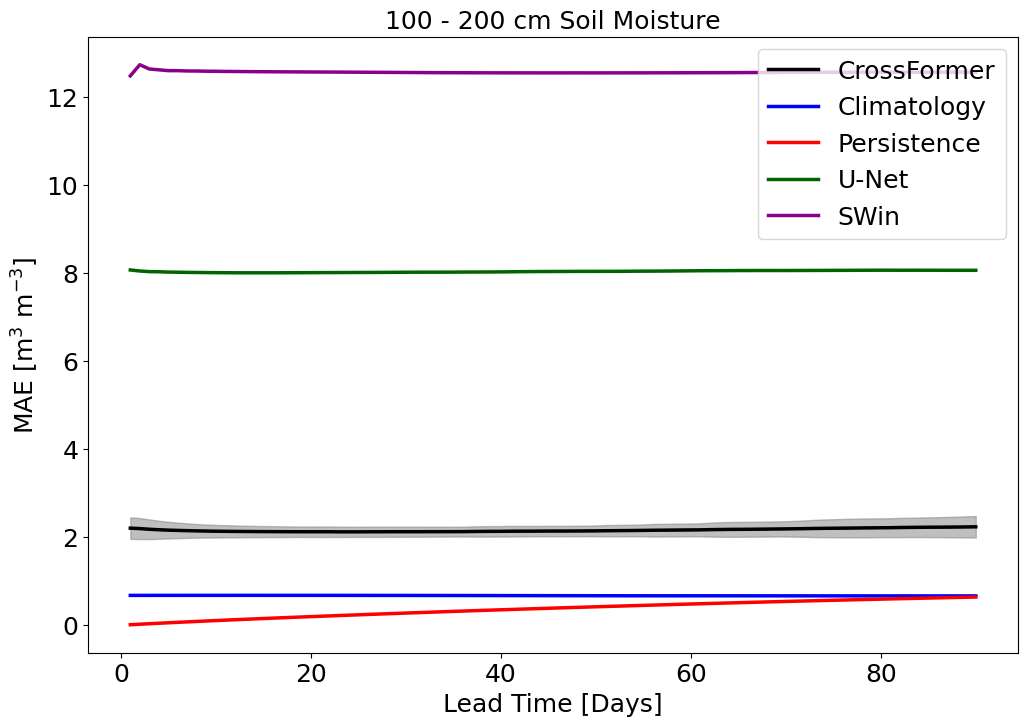 100 - 200 cm Soil Moisture
MAE [m³ m⁻³]
12
10
8
6
4
2
0
CrossFormer
Climatology
Persistence
U-Net
SWin
0 20 40 60 80
Lead Time [Days]